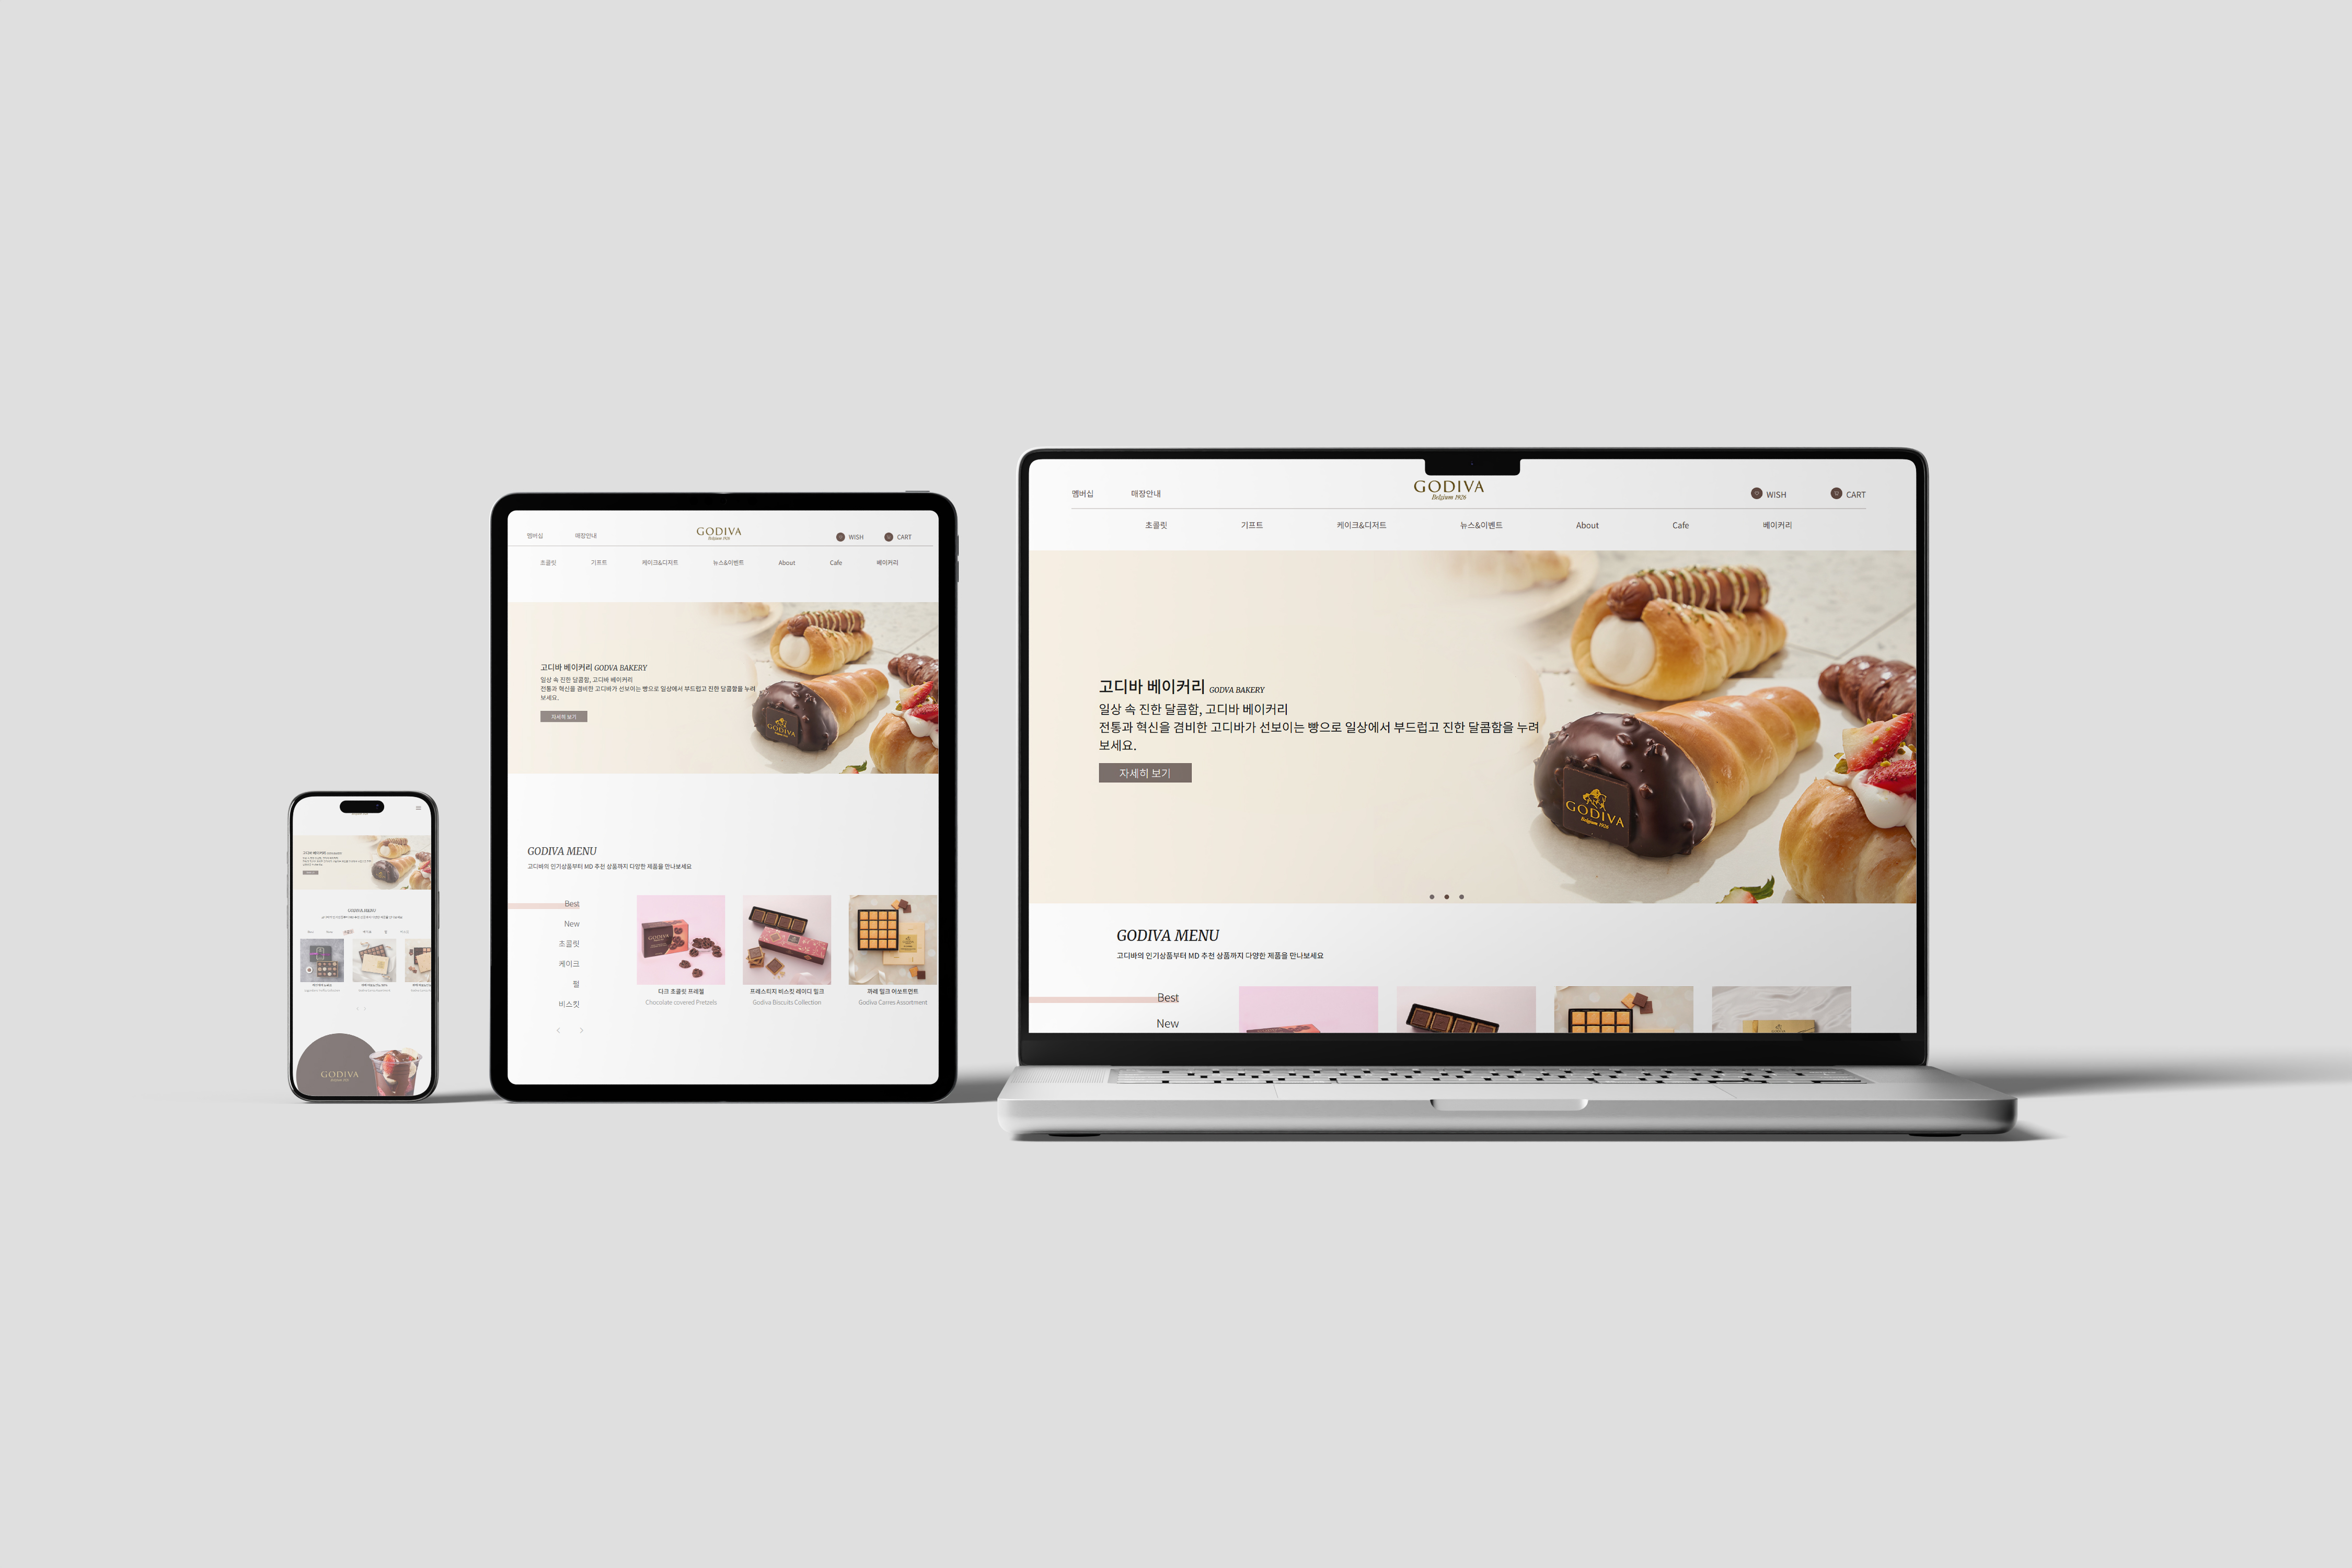 GODIVA MENU
GODIVA
멤버십 매장안내 GODIVA WISH CART
Belgium 1926
초콜릿 기프트 케이크&디저트 뉴스&이벤트 About Cafe 베이커리
고디바 베이커리 GODVA BAKERY
일상 속 진한 달콤함, 고디바 베이커리
전통과 혁신을 겸비한 고디바가 선보이는 빵으로 일상에서 부드럽고 진한 달콤함을 누려
보세요.
자세히 보기
GODIVA
GODIVA MENU
고디바의 인기상품부터 MD 추천 상품까지 다양한 제품을 만나보세요
Best
New
초콜릿
케이크
펄
비스킷
GODIVA
다크 초콜릿 프레첼
Chocolate covered Pretzels
프레스티지 비스킷 레이디 밀크
Godiva Biscuits Collection
까레 밀크 어쏘트먼트
Godiva Carres Assortment
멤버십 매장안내 GODIVA WISH CART
Belgium 1926
초콜릿 기프트 케이크&디저트 뉴스&이벤트 About Cafe 베이커리
고디바 베이커리 GODVA BAKERY
일상 속 진한 달콤함, 고디바 베이커리
전통과 혁신을 겸비한 고디바가 선보이는 빵으로 일상에서 부드럽고 진한 달콤함을 누려
보세요.
자세히 보기
GODIVA
Belgium 1926
GODIVA MENU
고디바의 인기상품부터 MD 추천 상품까지 다양한 제품을 만나보세요
Best
New